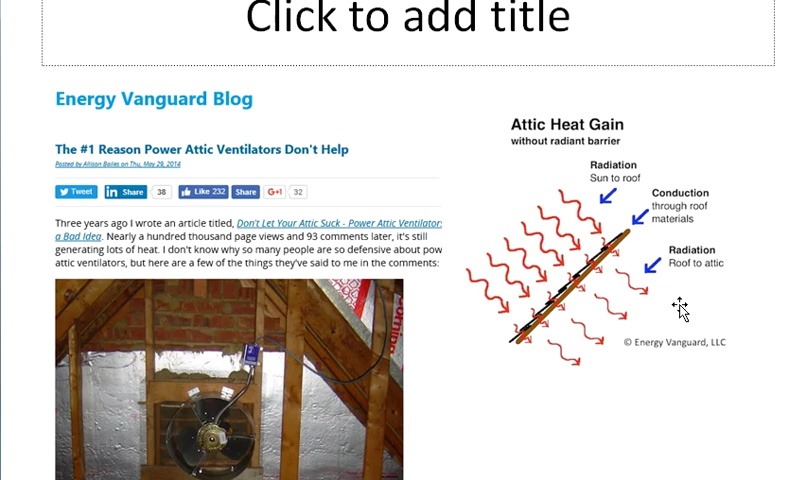 Click to add title
Energy Vanguard Blog
The #1 Reason Power Attic Ventilators Don't Help
Posted by Allison Bailes on Thu, May 29, 2014
Tweet
in Share
38
Like 232
Share
G+1
32
Three years ago I wrote an article titled, Don't Let Your Attic Suck - Power Attic Ventilators
a Bad Idea. Nearly a hundred thousand page views and 93 comments later, it's still
generating lots of heat. I don't know why so many people are so defensive about pow
attic ventilators, but here are a few of the things they've said to me in the comments:
Attic Heat Gain
without radiant barrier
Radiation
Sun to roof
Conduction
through roof
materials
Radiation
Roof to attic
© Energy Vanguard, LLC